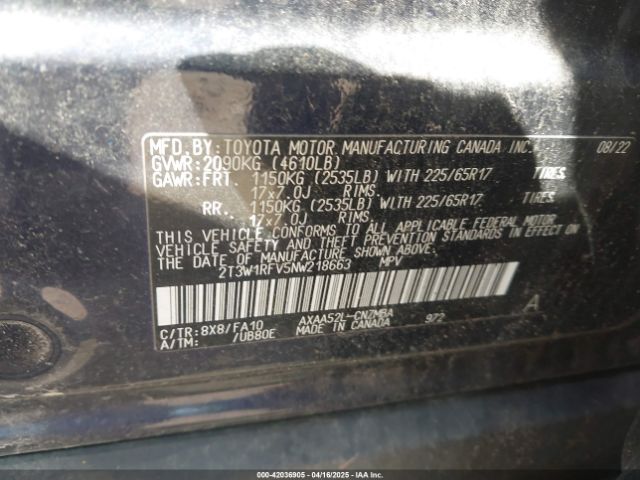 MFD. BY: TOYOTA MOTOR MANUFACTURING CANADA INC. 08/22
GVWR: 2090KG (4610LB)
GAWR: FRT. 1150KG (2535LB) WITH 225/65R17 TIRES
17x7.0J RIMS.
RR. 1150KG (2535LB) WITH 225/65R17 TIRES
17x7.0J RIMS.
THIS VEHICLE CONFORMS TO ALL APPLICABLE FEDERAL MOTOR
VEHICLE SAFETY AND THEFT PREVENTION STANDARDS IN EFFECT
ON THE DATE OF MANUFACTURE SHOWN ABOVE.
2T3W1RFV5NW218663 MPV
A
C/TR: 8X8/FA10 AXAA52L-CNZMBA 972
A/TM: /UB80E MADE IN CANADA
000-42036905 - 04/16/2025 - IAAI.COM